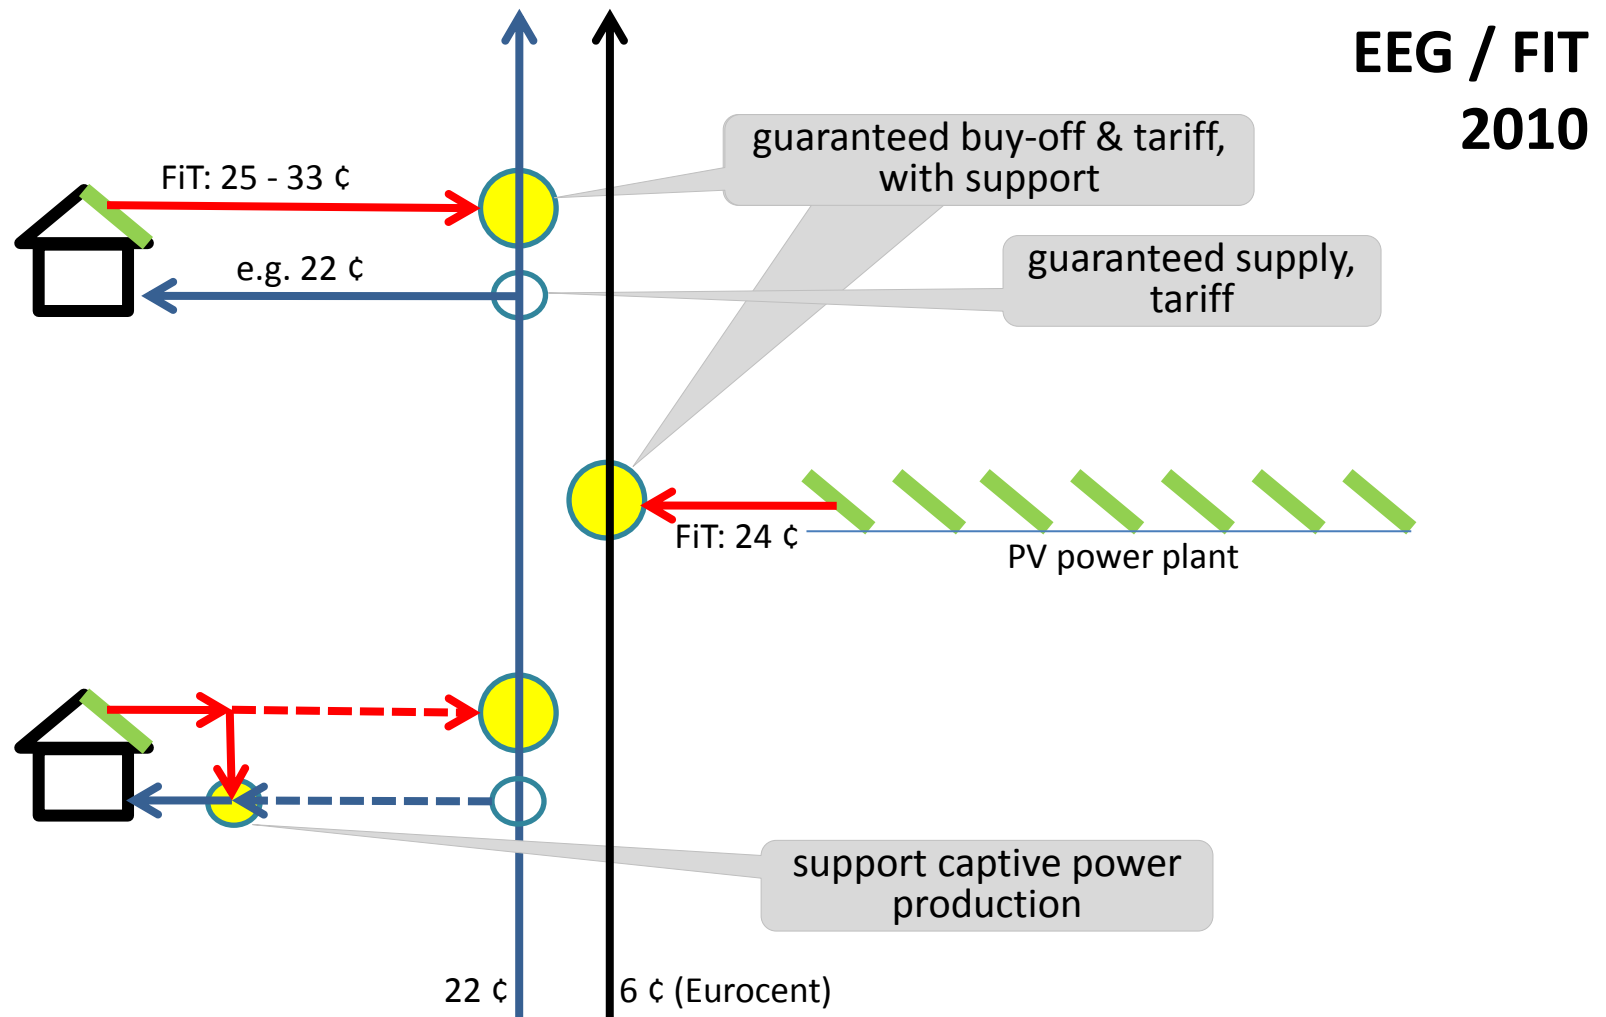 EEG / FIT
2010
guaranteed buy-off & tariff,
with support
FiT: 25 - 33 ¢
guaranteed supply,
tariff
e.g. 22 ¢
FiT: 24 ¢
PV power plant
support captive power
production
22 ¢
6 ¢ (Eurocent)